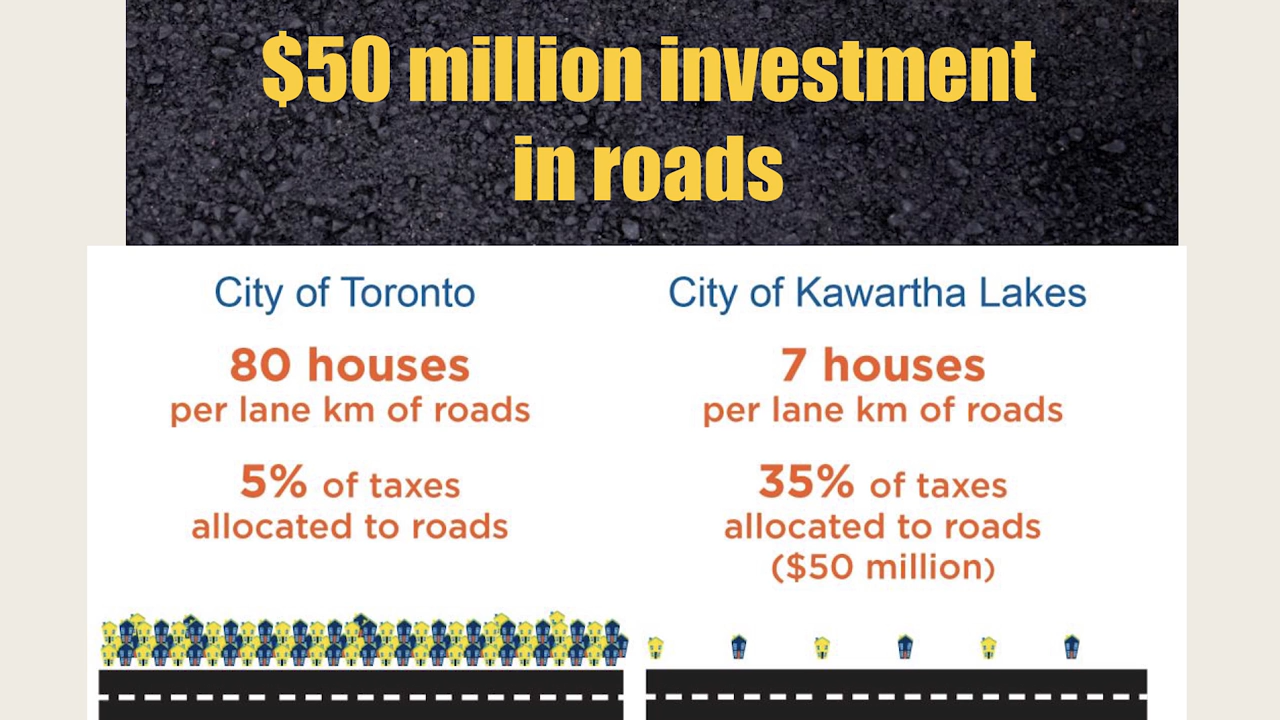 $50 million investment
in roads
City of Toronto
80 houses
per lane km of roads
5% of taxes
allocated to roads
City of Kawartha Lakes
7 houses
per lane km of roads
35% of taxes
allocated to roads
($50 million)